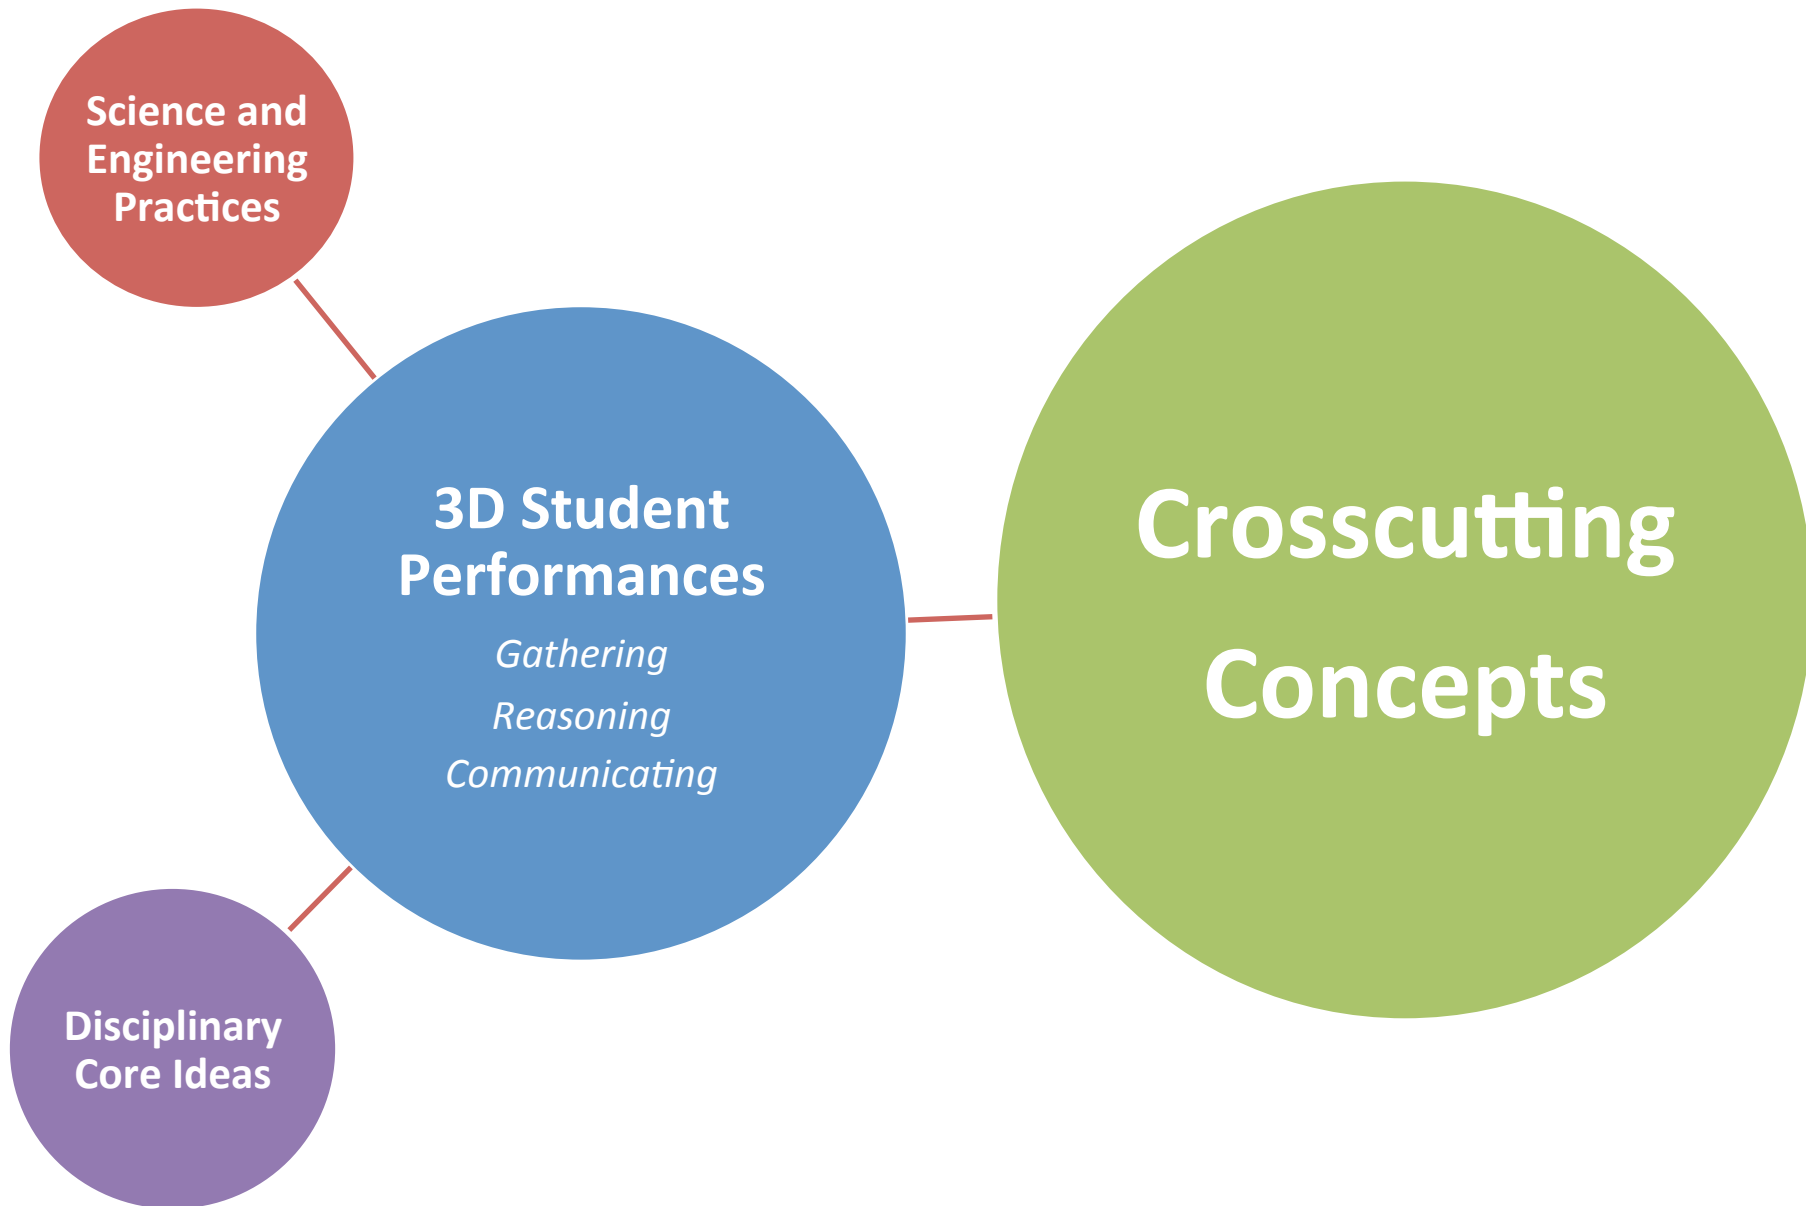 Science and
Engineering
Practices
3D Student
Performances
Gathering
Reasoning
Communicating
Crosscutting
Concepts
Disciplinary
Core Ideas